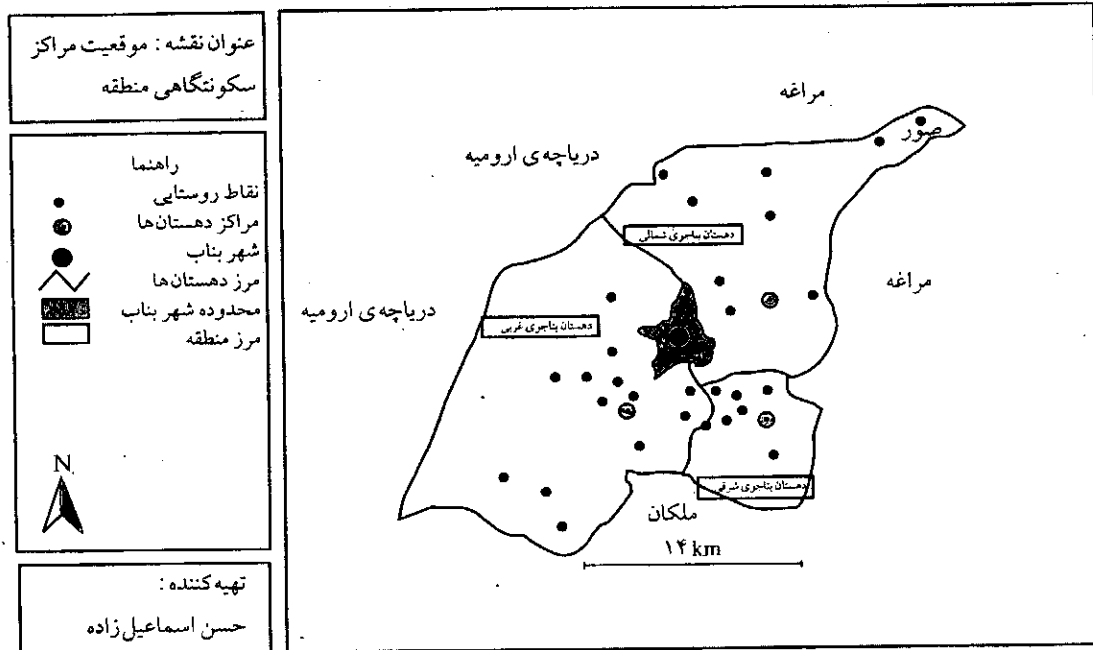 عنوان نقشه : موقعیت مراکز
سکونتگاهی منطقه
راهنما
نقاط روستایی
مراکز دهستان‌ها
شهر بناب
مرز دهستان‌ها
محدوده شهر بناب
مرز منطقه
N
تهیه‌کننده :
حسن اسماعیل‌زاده
مراغه
صور
دریاچه‌ی ارومیه
دهستان بناجوی شمالی
مراغه
دریاچه‌ی ارومیه
دهستان بناجوی غربی
دهستان بناجوی شرقی
ملکان
۱۴ km